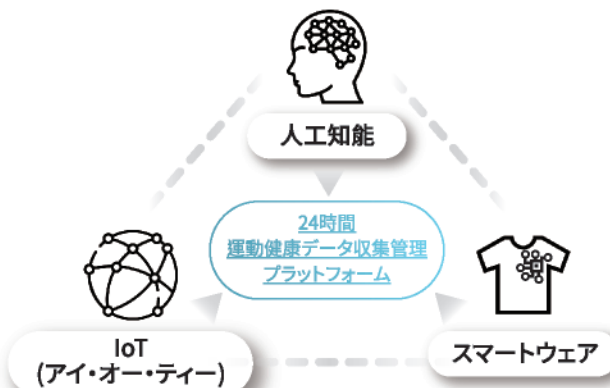 人工知能
24時間
運動健康データ収集管理
プラットフォーム
IoT
(アイ・オー・ティー)
スマートウェア